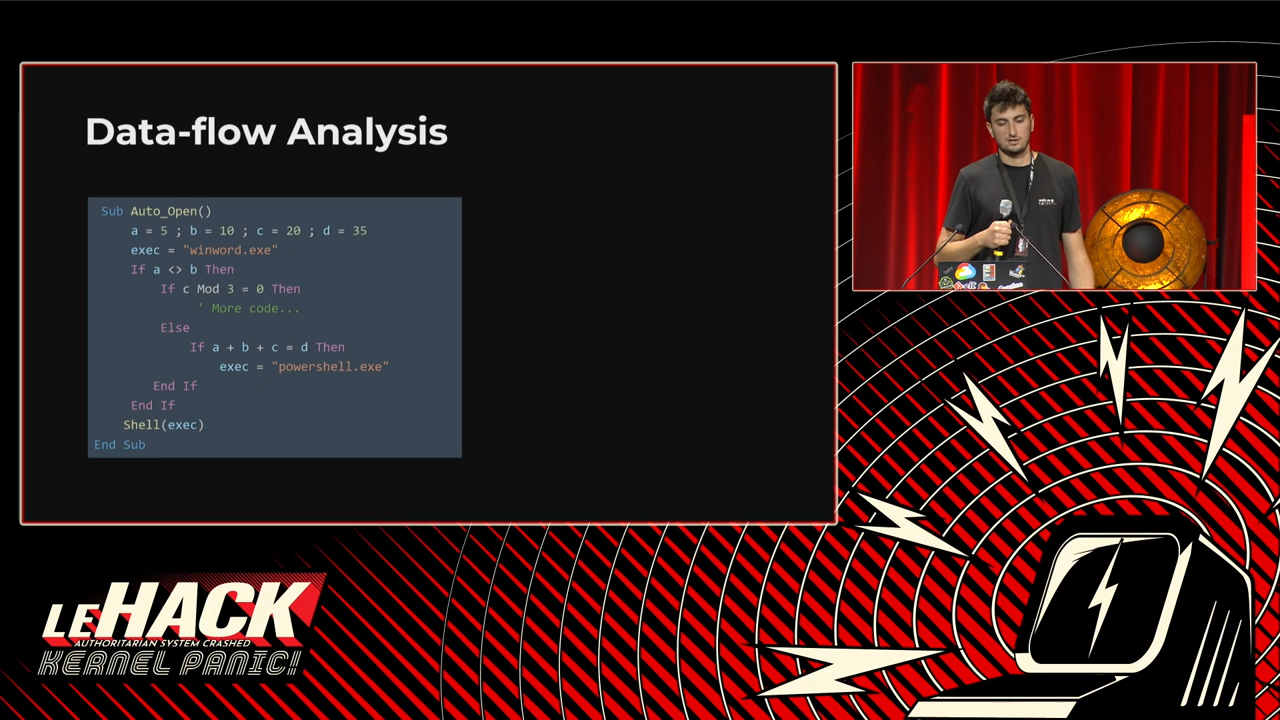 Data-flow Analysis
Sub Auto_Open()
a = 5 ; b = 10 ; c = 20 ; d = 35
exec = "winword.exe"
If a <> b Then
If c Mod 3 = 0 Then
' More code...
Else
If a + b + c = d Then
exec = "powershell.exe"
End If
End If
Shell(exec)
End Sub
LEHACK
AUTHORITARIAN SYSTEM CRASHED
KERNEL PANIC!